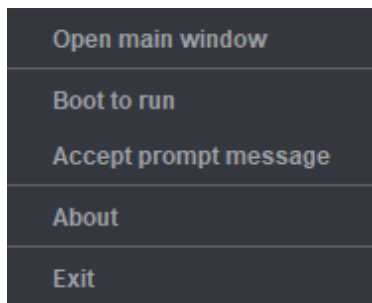 Open main window
Boot to run
Accept prompt message
About
Exit